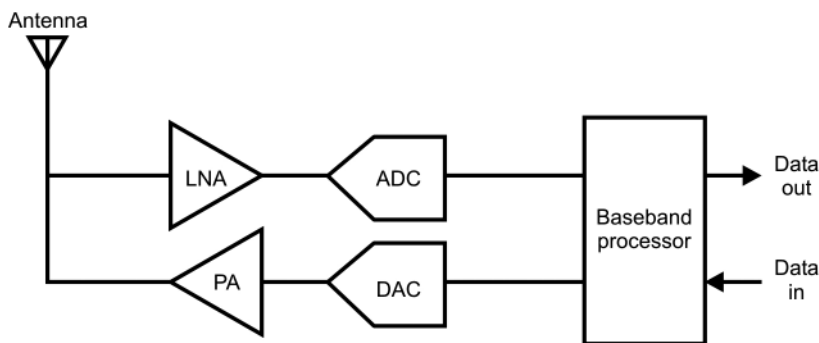 Antenna
LNA
ADC
Data
out
Baseband
processor
PA
DAC
Data
in